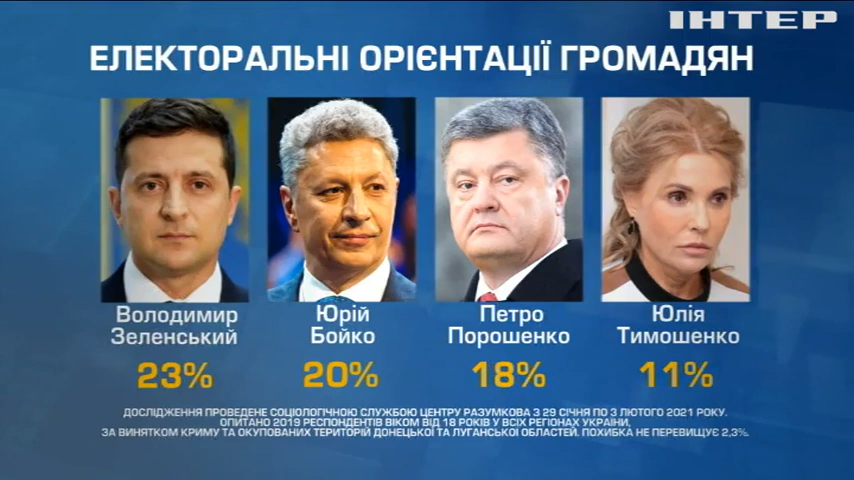 ІНТЕР
ЕЛЕКТОРАЛЬНІ ОРІЄНТАЦІЇ ГРОМАДЯН
Володимир
Зеленський
23%
Юрій
Бойко
20%
Петро
Порошенко
18%
Юлія
Тимошенко
11%
ДОСЛІДЖЕННЯ ПРОВЕДЕНЕ СОЦІОЛОГІЧНОЮ СЛУЖБОЮ ЦЕНТРУ РАЗУМКОВА З 29 СІЧНЯ ПО 3 ЛЮТОГО 2021 РОКУ.
ОПИТАНО 2019 РЕСПОНДЕНТІВ ВІКОМ ВІД 18 РОКІВ У ВСІХ РЕГІОНАХ УКРАЇНИ,
ЗА ВИНЯТКОМ КРИМУ ТА ОКУПОВАНИХ ТЕРИТОРІЙ ДОНЕЦЬКОЇ ТА ЛУГАНСЬКОЇ ОБЛАСТЕЙ. ПОХИБКА НЕ ПЕРЕВИЩУЄ 2,3%.